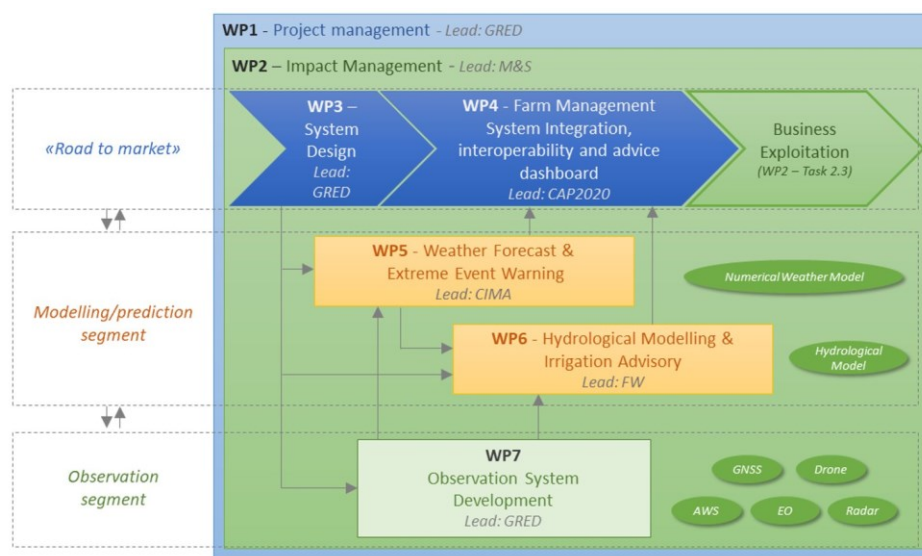 WP1 - Project management - Lead: GRED
WP2 – Impact Management - Lead: M&S
«Road to market»
WP3 –
System
Design
Lead:
GRED
WP4 - Farm Management
System Integration,
interoperability and advice
dashboard
Lead: CAP2020
Business
Exploitation
(WP2 – Task 2.3)
Modelling/prediction
segment
WP5 - Weather Forecast &
Extreme Event Warning
Lead: CIMA
Numerical Weather Model
WP6 - Hydrological Modelling &
Irrigation Advisory
Lead: FW
Hydrological
Model
Observation
segment
WP7
Observation System
Development
Lead: GRED
GNSS
Drone
AWS
EO
Radar